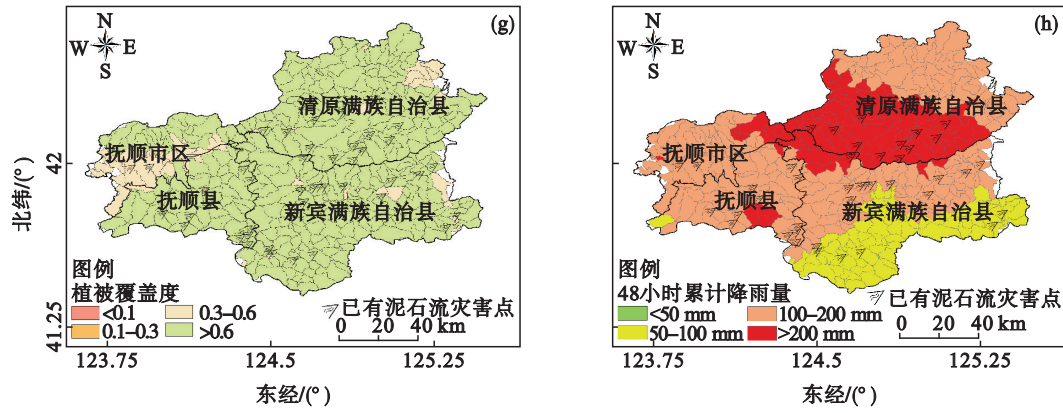 N
W E
S
(g)
清原满族自治县
抚顺市区
抚顺县
新宾满族自治县
北纬/(°)
42
41.25
图例
植被覆盖度
<0.1
0.3–0.6
0.1–0.3
>0.6
已有泥石流灾害点
0 20 40 km
123.75 124.5 125.25
东经/(°)
N
W E
S
(h)
清原满族自治县
抚顺市区
抚顺县
新宾满族自治县
42
图例
48小时累计降雨量
<50 mm
100–200 mm
50–100 mm
>200 mm
已有泥石流灾害点
0 20 40 km
123.75 124.5 125.25
东经/(°)